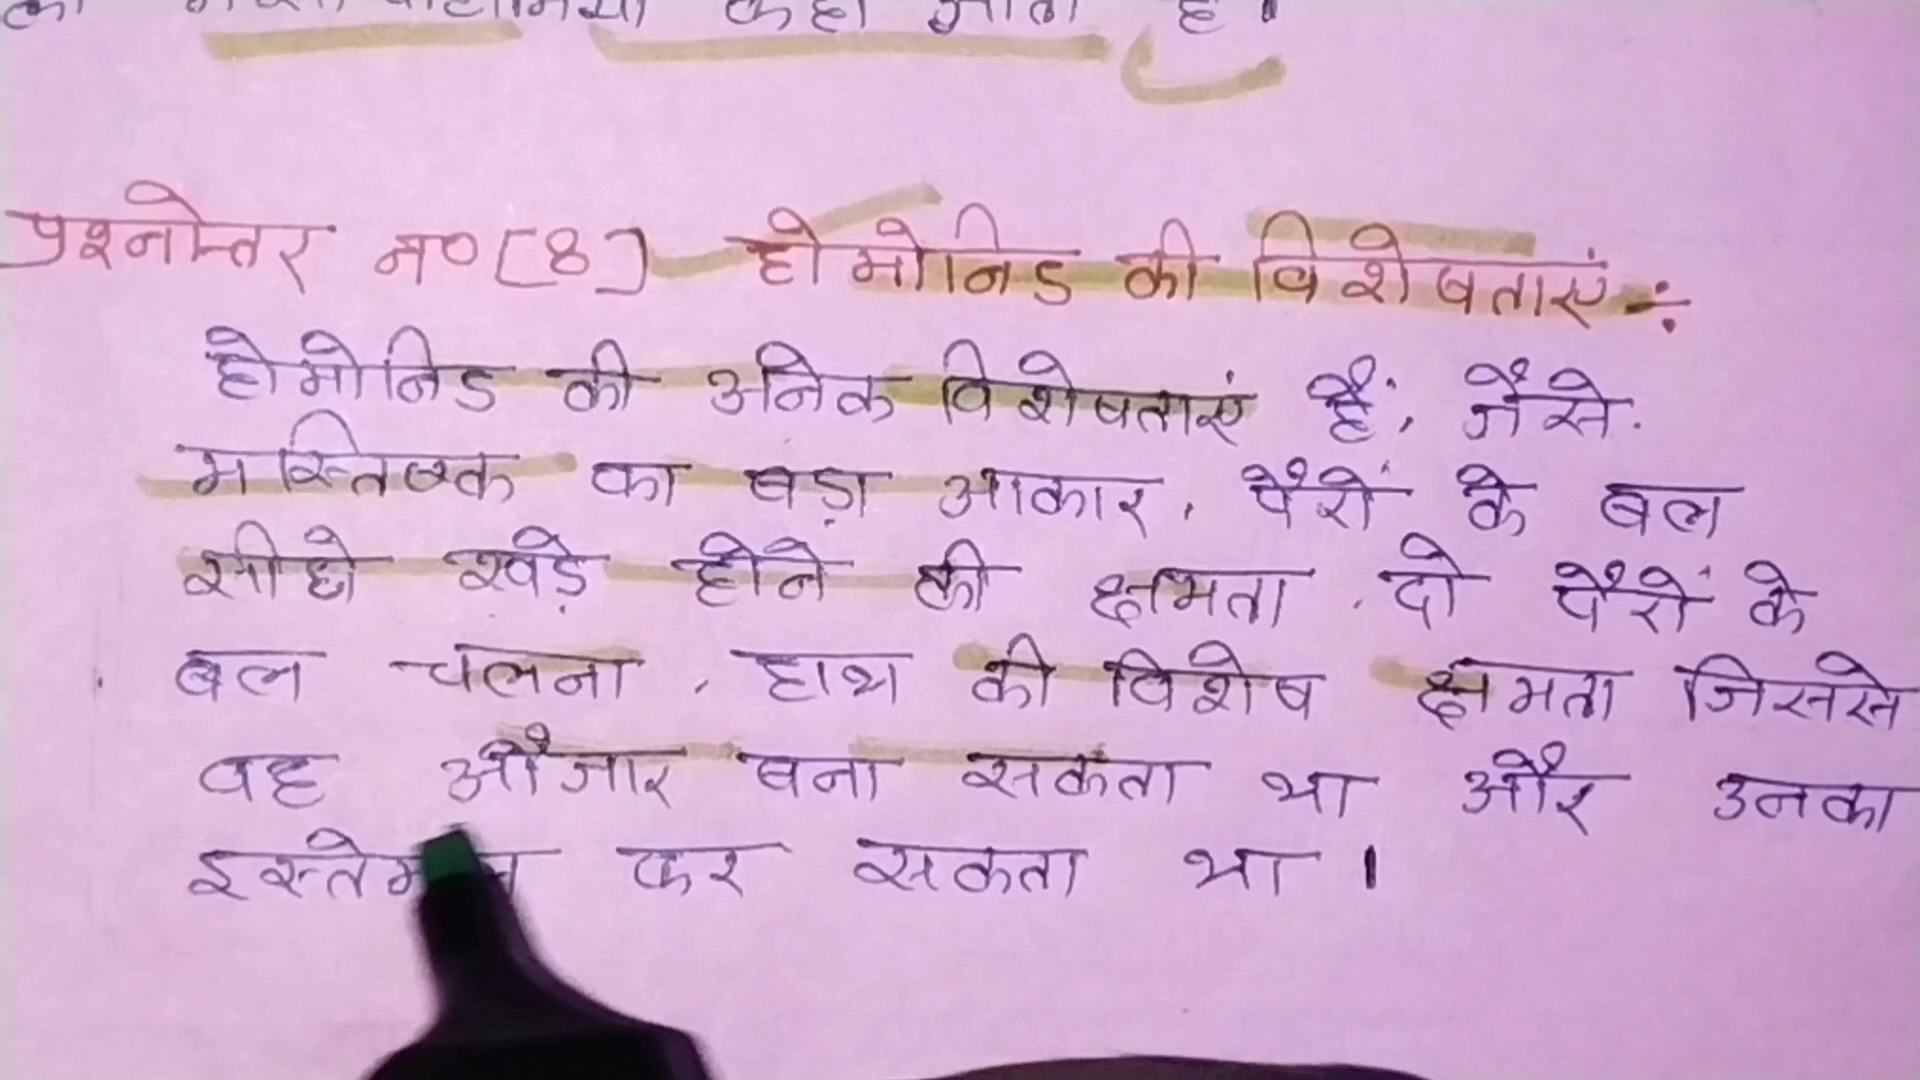 कहा जाता है।
प्रश्नोत्तर न० [8] होमोनिड की विशेषताएं :-
होमोनिड की अनेक विशेषताएं हैं, जैसे.
मस्तिष्क का बड़ा आकार, पैरों के बल
सीधे खड़े होने की क्षमता, दो पैरों के
बल चलना, हाथ की विशेष क्षमता जिससे
वह औजार बना सकता था और उनका
कर सकता था।